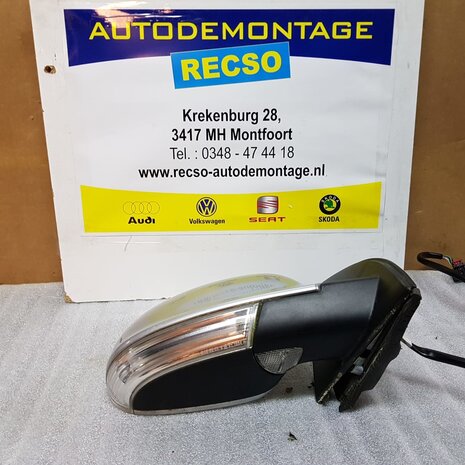 AUTODEMONTAGE
RECSO
Krekenburg 28,
3417 MH Montfoort
Tel. : 0348 - 47 44 18
www.recso-autodemontage.nl
Audi
Volkswagen
SEAT
SKODA